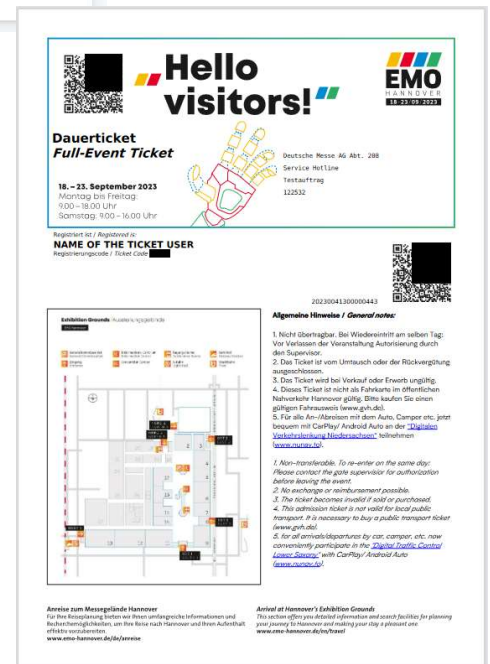 „Hello
visitors!"
EMO
HANNOVER
18-23/09/2023
Dauerticket
Full-Event Ticket
18. – 23. September 2023
Montag bis Freitag:
9.00 – 18.00 Uhr
Samstag: 9.00 – 16.00 Uhr
Deutsche Messe AG Abt. 208
Service Hotline
Testauftrag
122532
Registriert ist / Registered is:
NAME OF THE TICKET USER
Registrierungscode / Ticket Code
20230041300000443
Exhibition Grounds Ausstellungsgelände
Allgemeine Hinweise / General notes:
1. Nicht übertragbar. Bei Wiedereintritt am selben Tag:
Vor Verlassen der Veranstaltung Autorisierung durch
den Supervisor.
2. Das Ticket ist vom Umtausch oder der Rückvergütung
ausgeschlossen.
3. Das Ticket wird bei Verkauf oder Erwerb ungültig.
4. Dieses Ticket ist nicht als Fahrkarte im öffentlichen
Nahverkehr Hannover gültig. Bitte kaufen Sie einen
gültigen Fahrausweis (www.gvh.de).
5. Für alle An-/Abreisen mit dem Auto, Camper etc. jetzt
bequem mit CarPlay/ Android Auto an der "Digitalen
Verkehrslenkung Niedersachsen" teilnehmen
(www.nunav.to).
1. Non-transferable. To re-enter on the same day:
Please contact the gate supervisor for authorization
before leaving the event.
2. No exchange or reimbursement possible.
3. The ticket becomes invalid if sold or purchased.
4. This admission ticket is not valid for local public
transport. It is necessary to buy a public transport ticket
(www.gvh.de).
5. for all arrivals/departures by car, camper, etc. now
conveniently participate in the "Digital Traffic Control
Lower Saxony" with CarPlay/ Android Auto
(www.nunav.to).
Anreise zum Messegelände Hannover
Für Ihre Reiseplanung bieten wir Ihnen umfangreiche Informationen und
Recherchemöglichkeiten, um Ihre Reise nach Hannover und Ihren Aufenthalt
effektiv vorzubereiten.
www.emo-hannover.de/de/anreise
Arrival at Hannover's Exhibition Grounds
This section offers you detailed information and search facilities for planning
your journey to Hannover and making your stay a pleasant one
www.emo-hannover.de/en/travel